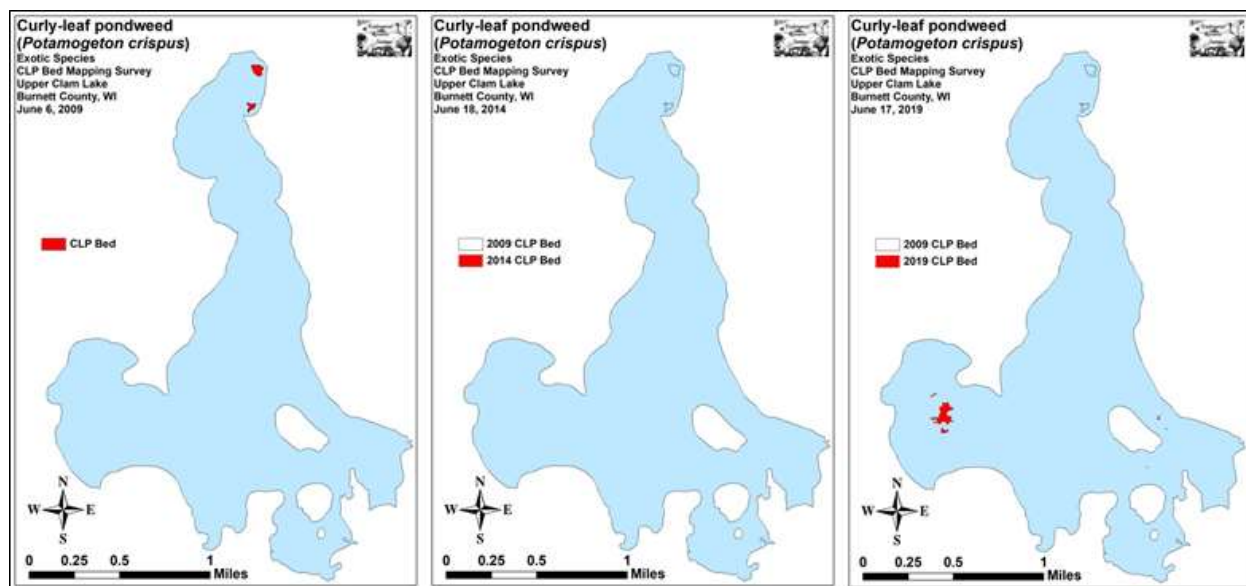 Curly-leaf pondweed
(Potamogeton crispus)
Exotic Species
CLP Bed Mapping Survey
Upper Clam Lake
Burnett County, WI
June 6, 2009
CLP Bed
N
W E
S
0 0.25 0.5 1
Miles
Curly-leaf pondweed
(Potamogeton crispus)
Exotic Species
CLP Bed Mapping Survey
Upper Clam Lake
Burnett County, WI
June 18, 2014
2009 CLP Bed
2014 CLP Bed
N
W E
S
0 0.25 0.5 1
Miles
Curly-leaf pondweed
(Potamogeton crispus)
Exotic Species
CLP Bed Mapping Survey
Upper Clam Lake
Burnett County, WI
June 17, 2019
2009 CLP Bed
2019 CLP Bed
N
W E
S
0 0.25 0.5 1
Miles